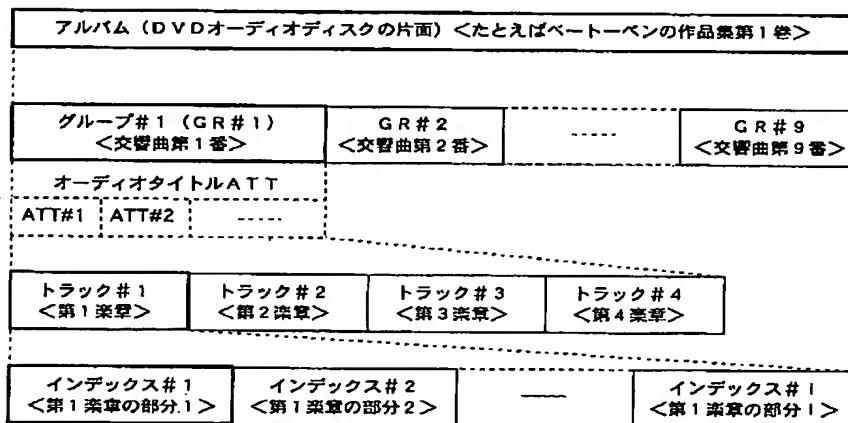 アルバム（ＤＶＤオーディオディスクの片面）＜たとえばベートーベンの作品集第１巻＞
グループ＃１（ＧＲ＃１）
＜交響曲第１番＞
ＧＲ＃２
＜交響曲第２番＞
ＧＲ＃９
＜交響曲第９番＞
オーディオタイトルＡＴＴ
ATT#1
ATT#2
トラック＃１
＜第１楽章＞
トラック＃２
＜第２楽章＞
トラック＃３
＜第３楽章＞
トラック＃４
＜第４楽章＞
インデックス＃１
＜第１楽章の部分１＞
インデックス＃２
＜第１楽章の部分２＞
インデックス＃ｉ
＜第１楽章の部分ｉ＞